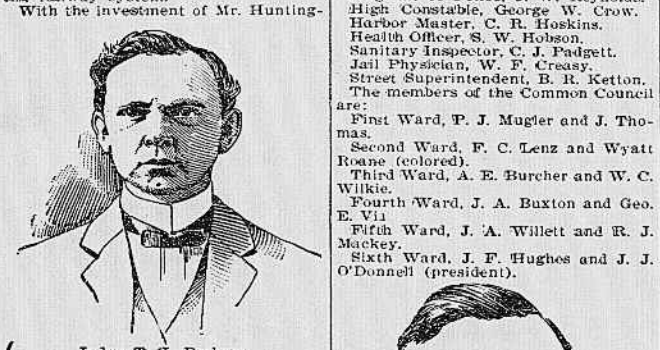 With the investment of Mr. Hunting-
High Constable, George W. Crow.
Harbor Master, C. R. Hoskins.
Health Officer, S. W. Hobson.
Sanitary Inspector, C. J. Padgett.
Jail Physician, W. F. Creasy.
Street Superintendent, B. R. Ketton.
The members of the Common Council
are:
First Ward, P. J. Mugler and J. Tho-
mas.
Second Ward, F. C. Lenz and Wyatt
Roane (colored).
Third Ward, A. E. Burcher and W. C.
Wilkie.
Fourth Ward, J. A. Buxton and Geo.
E. Vii
Fifth Ward, J. A. Willett and R. J.
Mackey.
Sixth Ward, J. F. Hughes and J. J.
O'Donnell (president).